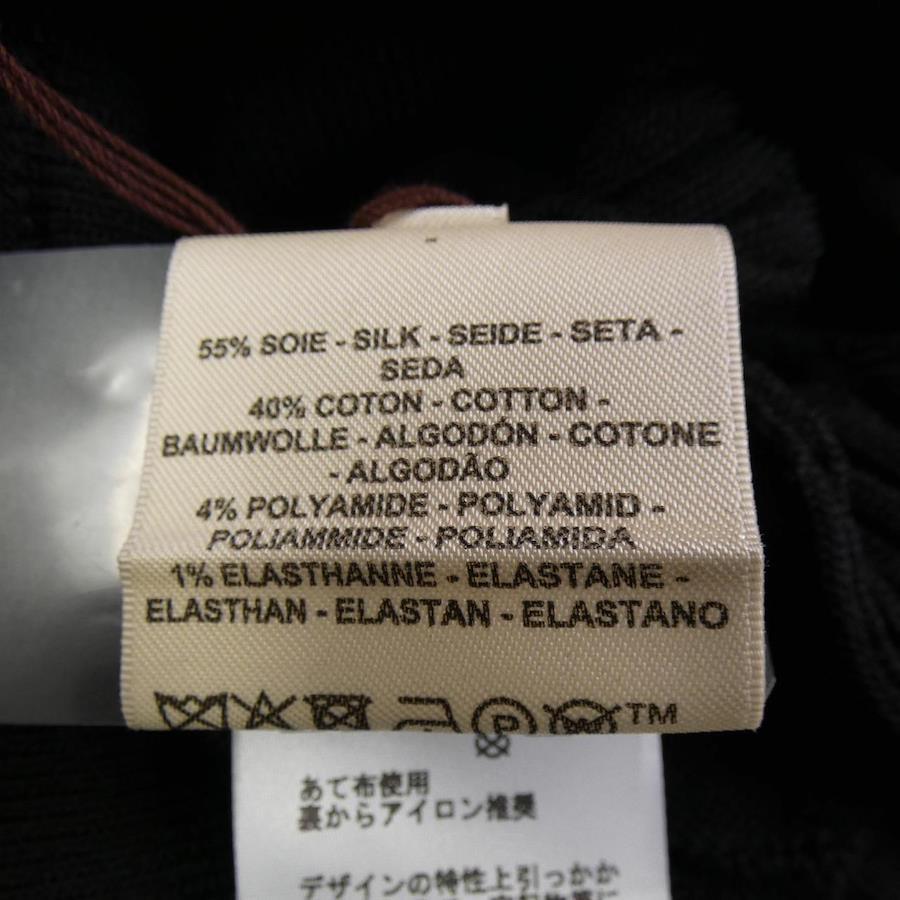 55% SOIE - SILK - SEIDE - SETA -
SEDA
40% COTON - COTTON -
BAUMWOLLE - ALGODÓN - COTONE
- ALGODÃO
4% POLYAMIDE - POLYAMID -
POLIAMMIDE - POLIAMIDA
1% ELASTHANNE - ELASTANE -
ELASTHAN - ELASTAN - ELASTANO
P TM
あて布使用
裏からアイロン推奨
デザインの特性上引っかか